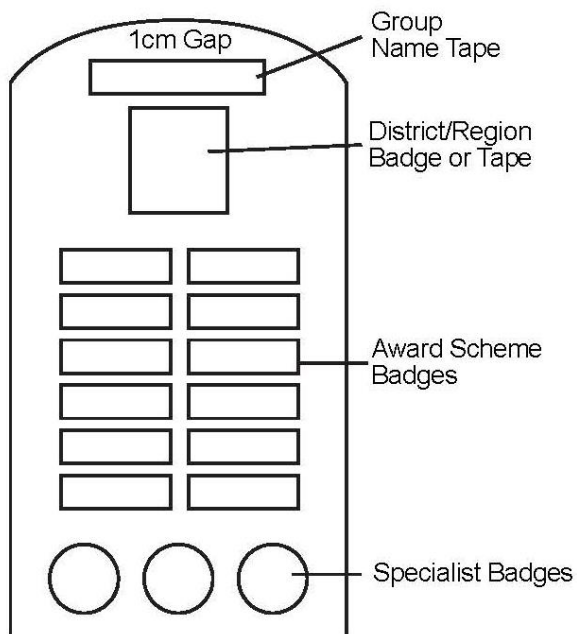 1cm Gap
Group
Name Tape
District/Region
Badge or Tape
Award Scheme
Badges
Specialist Badges